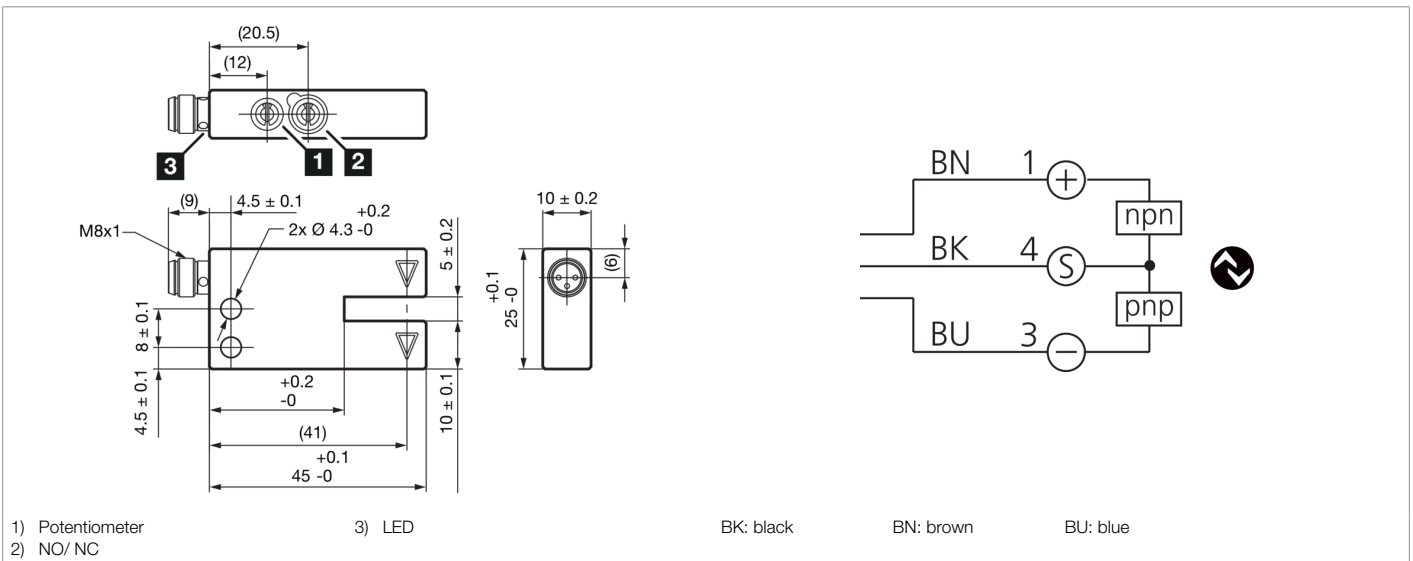 (20.5)
(12)
3
1
2
(9)
4.5 ± 0.1
+0.2
2x Ø 4.3 -0
M8x1
5 ± 0.2
10 ± 0.2
(6)
+0.1
25 -0
8 ± 0.1
4.5 ± 0.1
+0.2
-0
10 ± 0.1
(41)
+0.1
45 -0
BN 1 +
npn
BK 4 S
pnp
BU 3 −
1) Potentiometer
2) NO/ NC
3) LED
BK: black
BN: brown
BU: blue